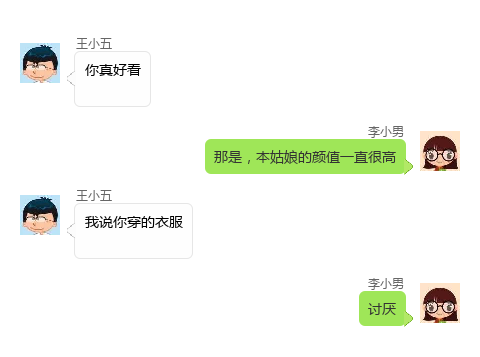 王小五
你真好看
李小男
那是，本姑娘的颜值一直很高
王小五
我说你穿的衣服
李小男
讨厌